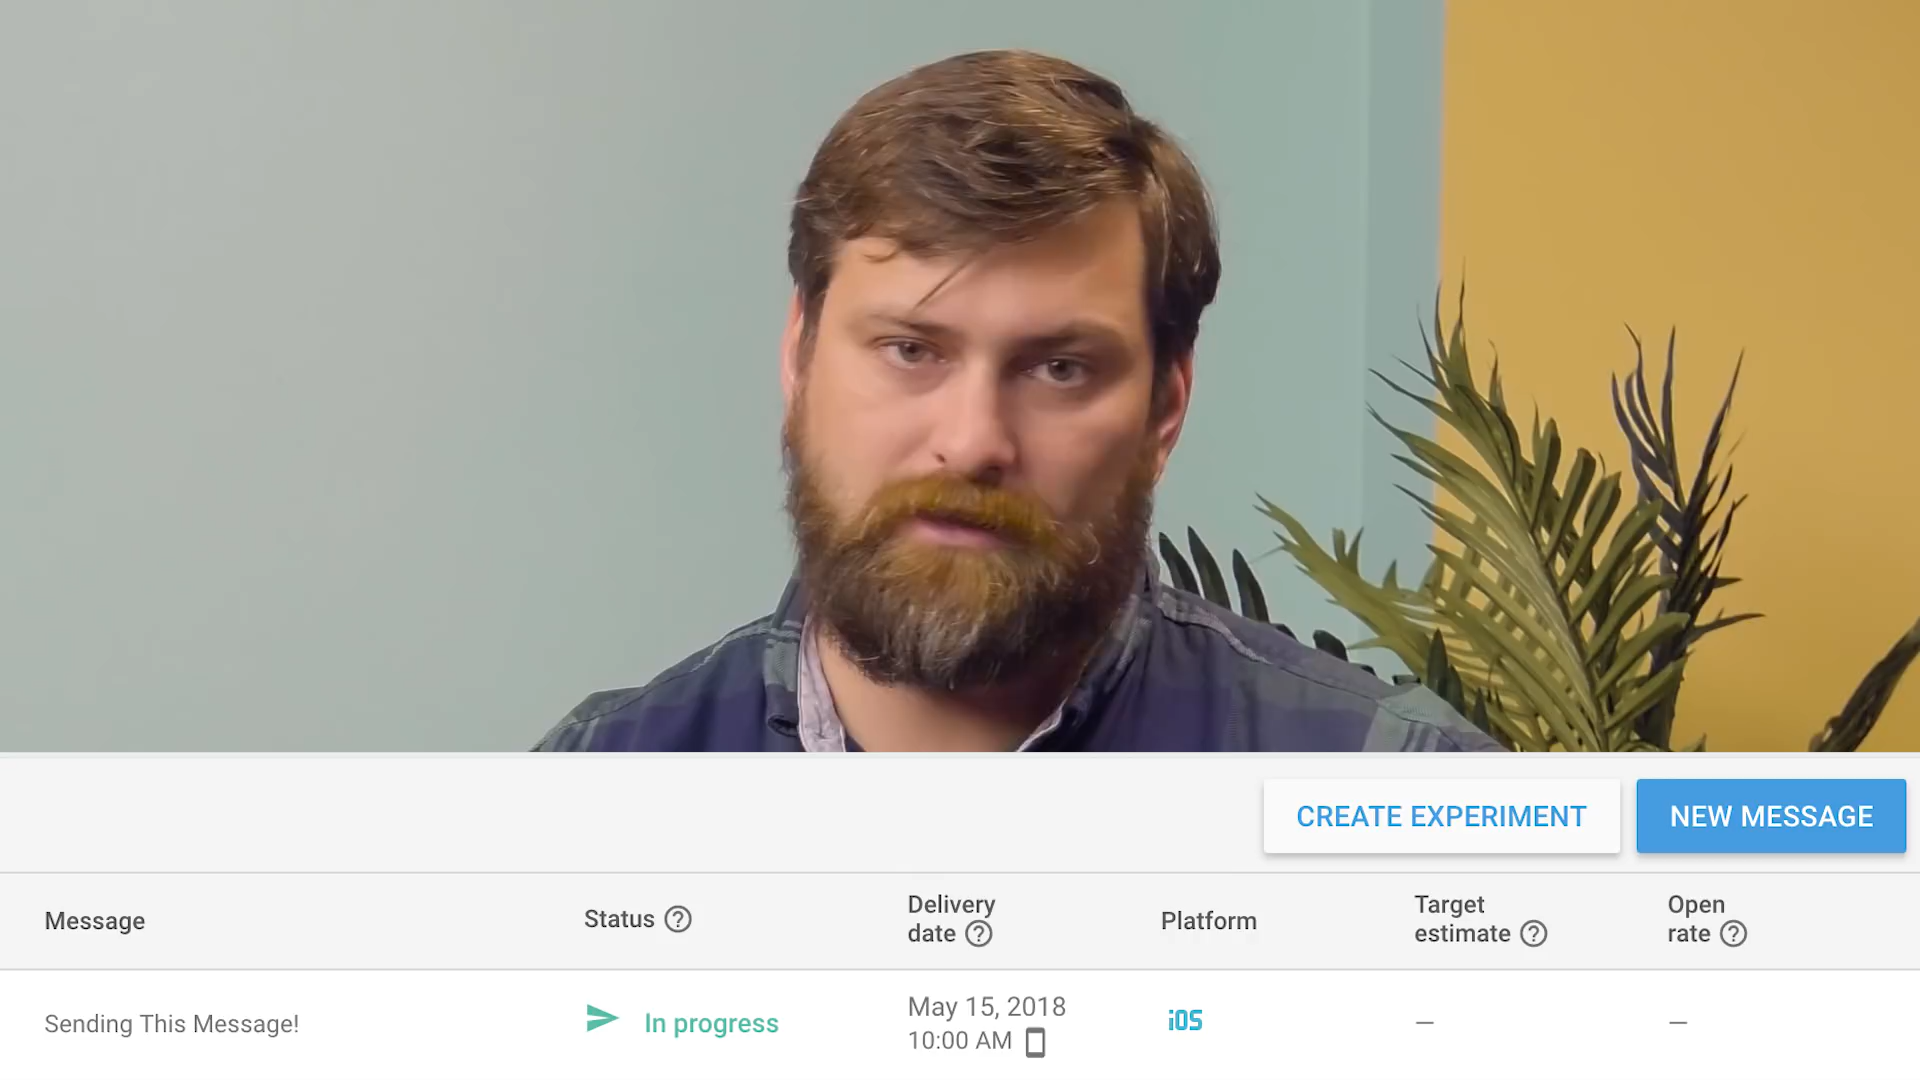 CREATE EXPERIMENT
NEW MESSAGE
Message
Status
Delivery
date
Platform
Target
estimate
Open
rate
Sending This Message!
In progress
May 15, 2018
10:00 AM
iOS
—
—